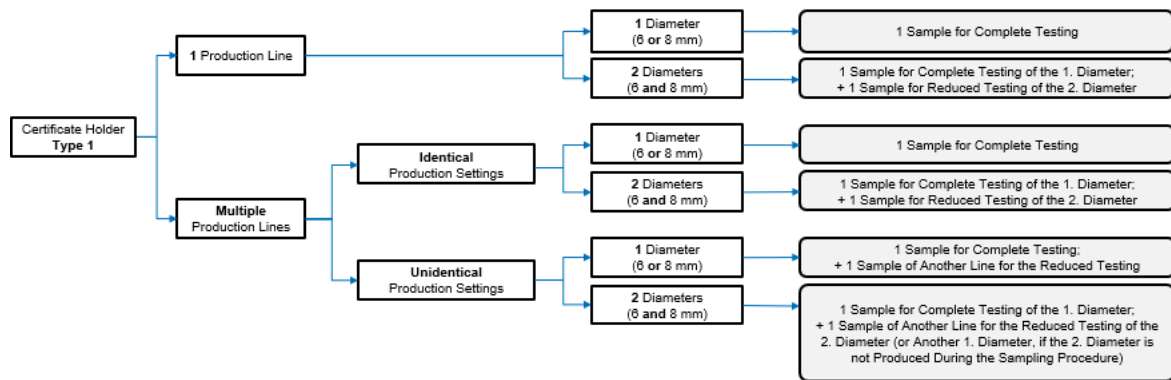 1 Diameter
(6 or 8 mm)
1 Sample for Complete Testing
1 Production Line
2 Diameters
(6 and 8 mm)
1 Sample for Complete Testing of the 1. Diameter;
+ 1 Sample for Reduced Testing of the 2. Diameter
Certificate Holder
Type 1
1 Diameter
(6 or 8 mm)
1 Sample for Complete Testing
Identical
Production Settings
2 Diameters
(6 and 8 mm)
1 Sample for Complete Testing of the 1. Diameter;
+ 1 Sample for Reduced Testing of the 2. Diameter
Multiple
Production Lines
1 Diameter
(6 or 8 mm)
1 Sample for Complete Testing;
+ 1 Sample of Another Line for the Reduced Testing
Unidentical
Production Settings
2 Diameters
(6 and 8 mm)
1 Sample for Complete Testing of the 1. Diameter;
+ 1 Sample of Another Line for the Reduced Testing of the
2. Diameter (or Another 1. Diameter, if the 2. Diameter is
not Produced During the Sampling Procedure)